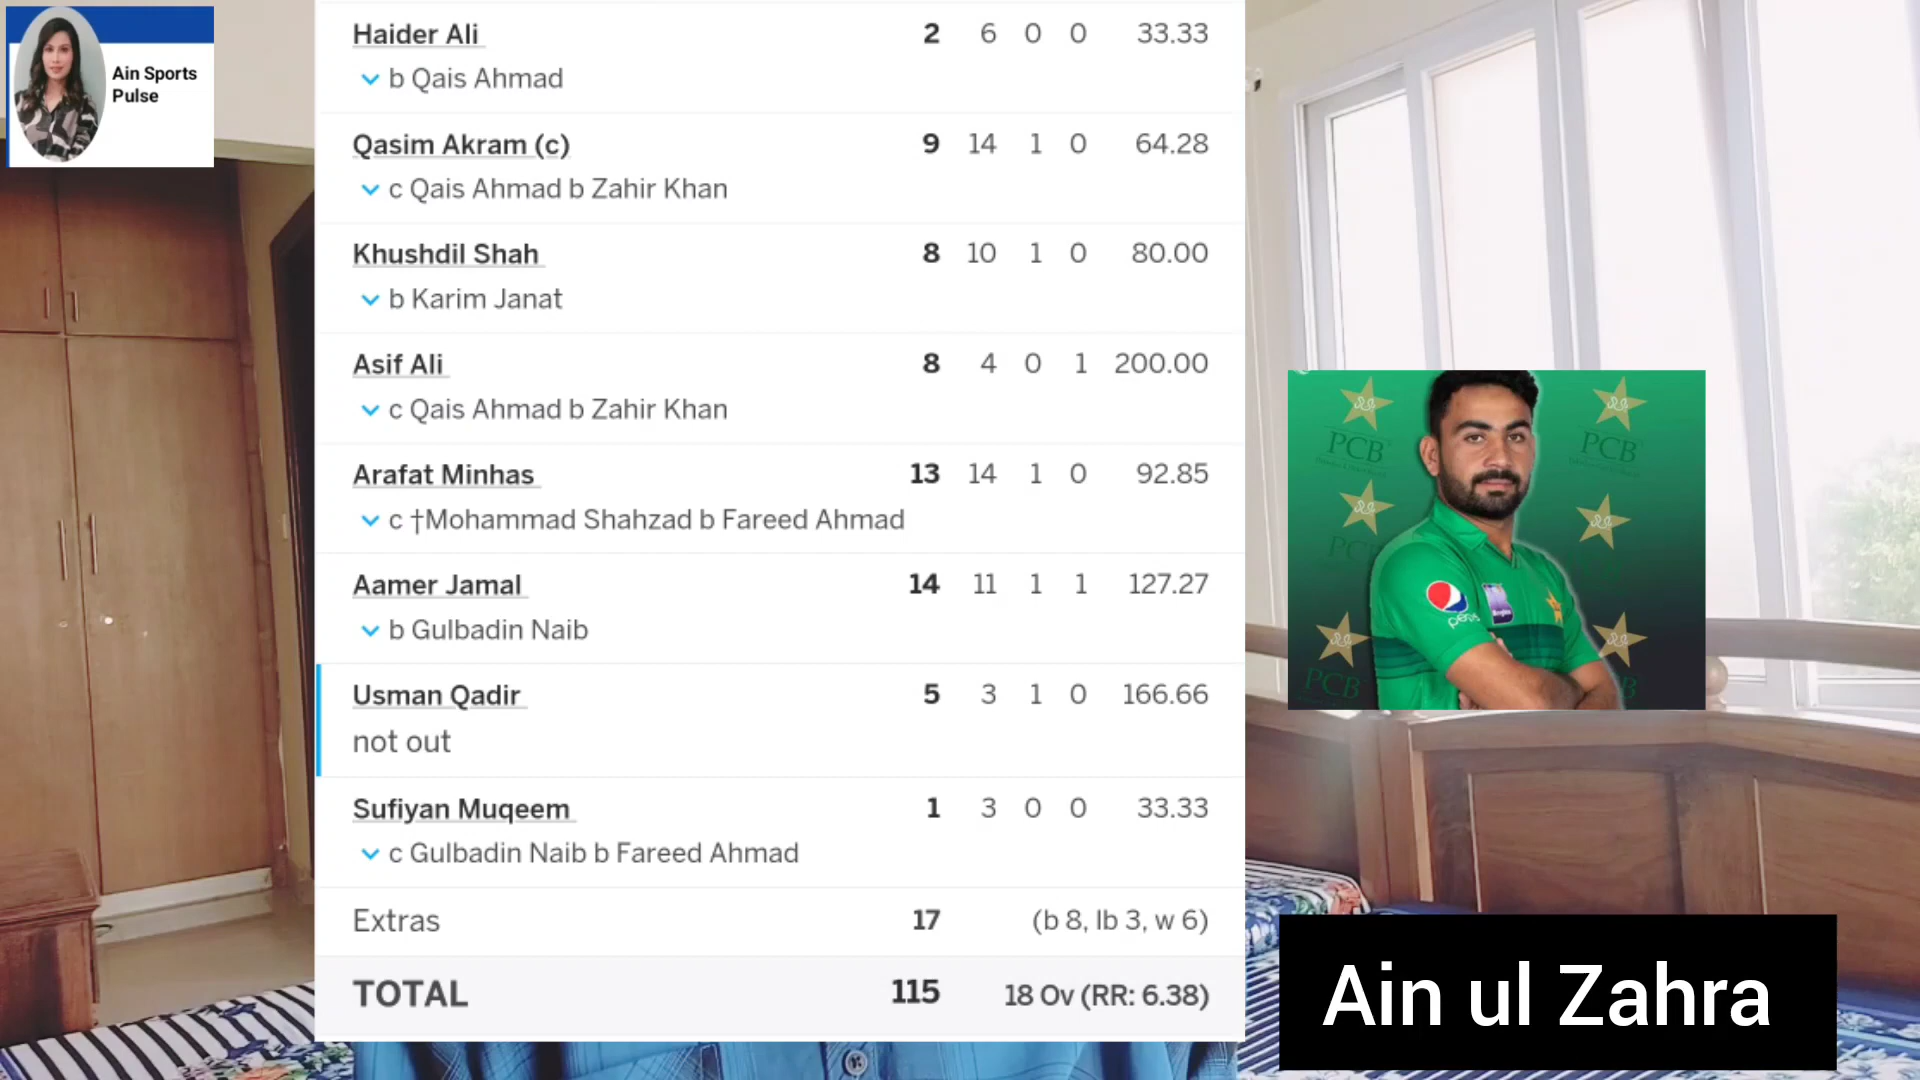 Ain Sports
Pulse
Haider Ali 2 6 0 0 33.33
b Qais Ahmad
Qasim Akram (c) 9 14 1 0 64.28
c Qais Ahmad b Zahir Khan
Khushdil Shah 8 10 1 0 80.00
b Karim Janat
Asif Ali 8 4 0 1 200.00
c Qais Ahmad b Zahir Khan
Arafat Minhas 13 14 1 0 92.85
c †Mohammad Shahzad b Fareed Ahmad
Aamer Jamal 14 11 1 1 127.27
b Gulbadin Naib
Usman Qadir 5 3 1 0 166.66
not out
Sufiyan Muqeem 1 3 0 0 33.33
c Gulbadin Naib b Fareed Ahmad
Extras 17 (b 8, lb 3, w 6)
TOTAL 115 18 Ov (RR: 6.38)
PCB
PCB
PCB
pepsi
Ain ul Zahra